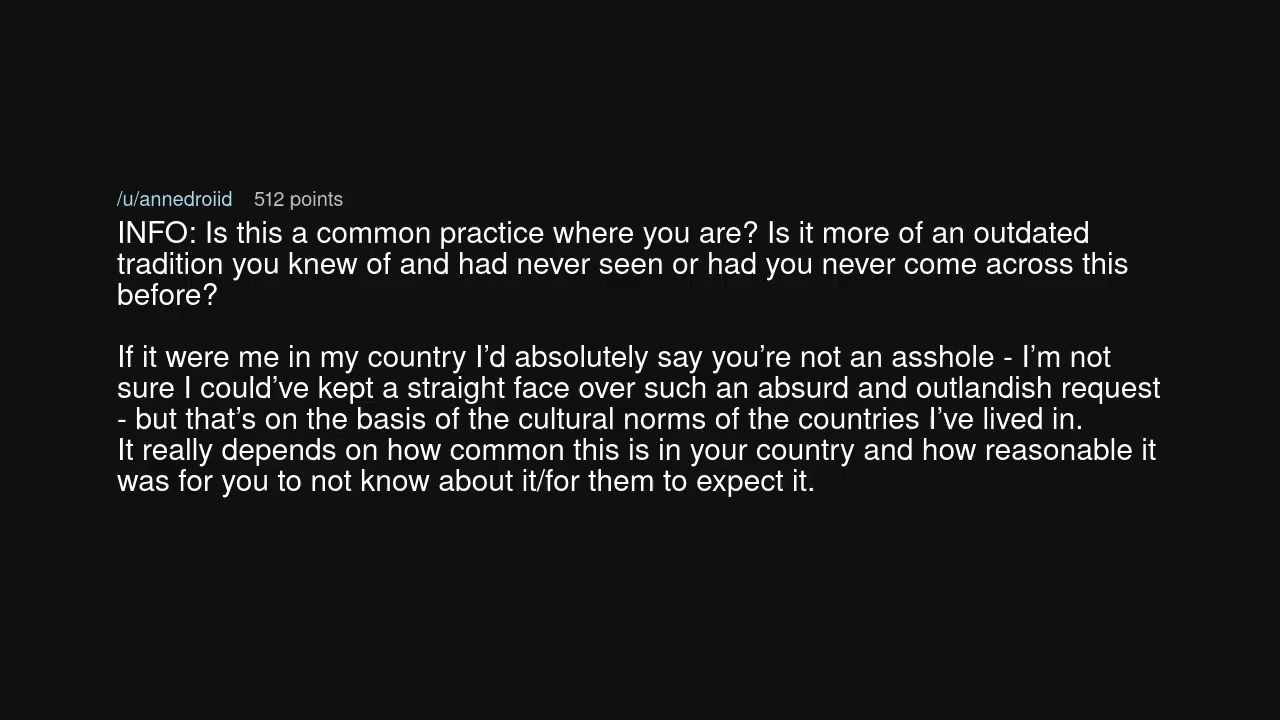 /u/annedroiid 512 points
INFO: Is this a common practice where you are? Is it more of an outdated
tradition you knew of and had never seen or had you never come across this
before?
If it were me in my country I’d absolutely say you’re not an asshole - I’m not
sure I could’ve kept a straight face over such an absurd and outlandish request
- but that’s on the basis of the cultural norms of the countries I’ve lived in.
It really depends on how common this is in your country and how reasonable it
was for you to not know about it/for them to expect it.